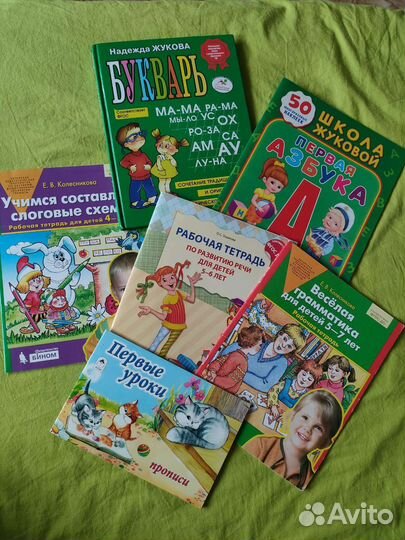 Надежда ЖУКОВА
БУКВАРЬ
МА-МА РА-МА
МЫ-ЛО УС ОХ
РО-ЗА СА
АМ АУ
ЛУ-НА
50
ШКОЛА
ЖУКОВОЙ
ПЕРВАЯ
АЗБУКА
А
Е. В. Колесникова
Учимся составл
слоговые схем
Рабочая тетрадь для детей 4–
БИНОМ
РАБОЧАЯ ТЕТРАДЬ
ПО РАЗВИТИЮ РЕЧИ
ДЛЯ ДЕТЕЙ
5–6 ЛЕТ
Е. В. Колесникова
Весёлая
грамматика
для детей 5–7 лет
Рабочая тетрадь
Первые
уроки
прописи
Avito